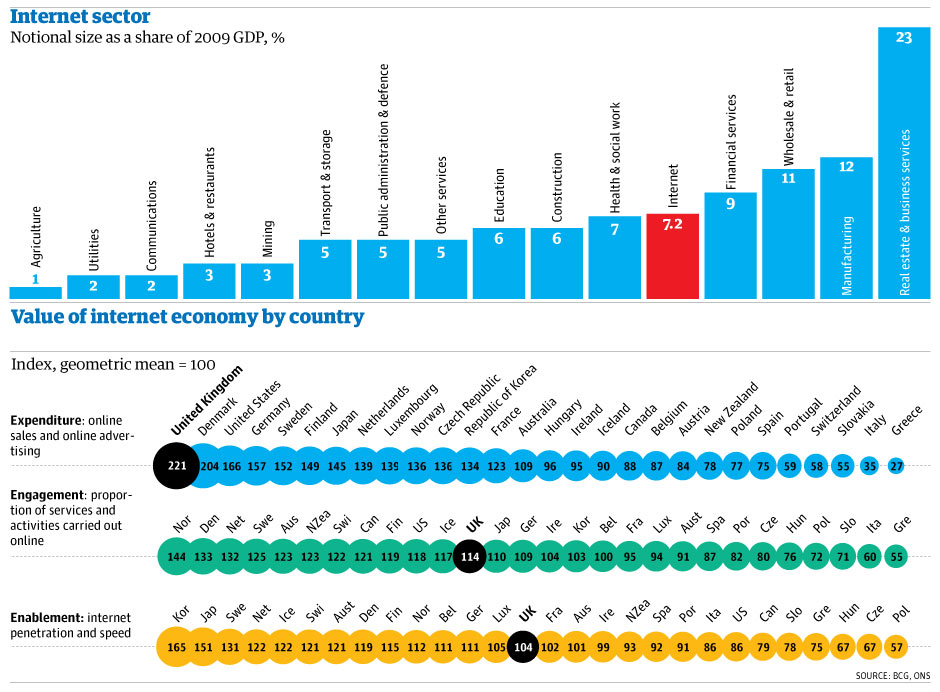 Internet sector
Notional size as a share of 2009 GDP, %
Agriculture
1
Utilities
2
Communications
2
Hotels & restaurants
3
Mining
3
Transport & storage
5
Public administration & defence
5
Other services
5
Education
6
Construction
6
Health & social work
7
Internet
7.2
Financial services
9
Wholesale & retail
11
Manufacturing
12
Real estate & business services
23
Value of internet economy by country
Index, geometric mean = 100
Expenditure: online
sales and online adver-
tising
United Kingdom Denmark United States Germany Sweden Finland Japan Netherlands Luxembourg Norway Czech Republic Republic of Korea France Australia Hungary Ireland Iceland Canada Belgium Austria New Zealand Poland Spain Portugal Switzerland Slovakia Italy Greece
221 204 166 157 152 149 145 139 139 136 136 134 123 109 96 95 90 88 87 84 78 77 75 59 58 55 35 27
Engagement: propor-
tion of services and
activities carried out
online
Nor Den Net Swe Aus NZea Swi Can Fin US Ice UK Jap Ger Ire Kor Bel Fra Lux Aust Spa Por Cze Hun Pol Slo Ita Gre
144 133 132 125 123 123 122 121 119 118 117 114 110 109 104 103 100 95 94 91 87 82 80 76 72 71 60 55
Enablement: internet
penetration and speed
Kor Jap Swe Net Ice Swi Aust Den Fin Nor Bel Ger Lux UK Fra Aus Ire NZea Spa Por Ita US Can Slo Gre Hun Cze Pol
165 151 131 122 122 121 121 119 115 112 111 111 105 104 102 101 99 93 92 91 86 86 79 78 75 67 67 57
SOURCE: BCG, ONS